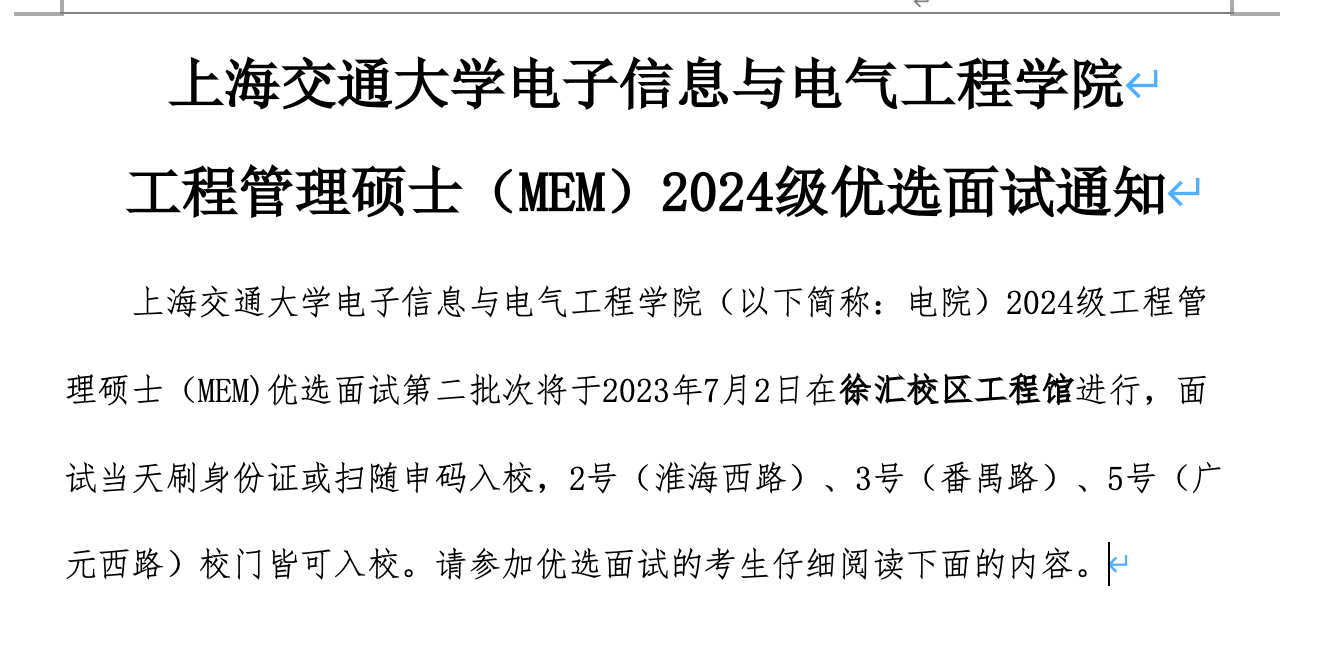 上海交通大学电子信息与电气工程学院
工程管理硕士（MEM）2024级优选面试通知
上海交通大学电子信息与电气工程学院（以下简称：电院）2024级工程管
理硕士（MEM)优选面试第二批次将于2023年7月2日在徐汇校区工程馆进行，面
试当天刷身份证或扫随申码入校，2号（淮海西路）、3号（番禺路）、5号（广
元西路）校门皆可入校。请参加优选面试的考生仔细阅读下面的内容。